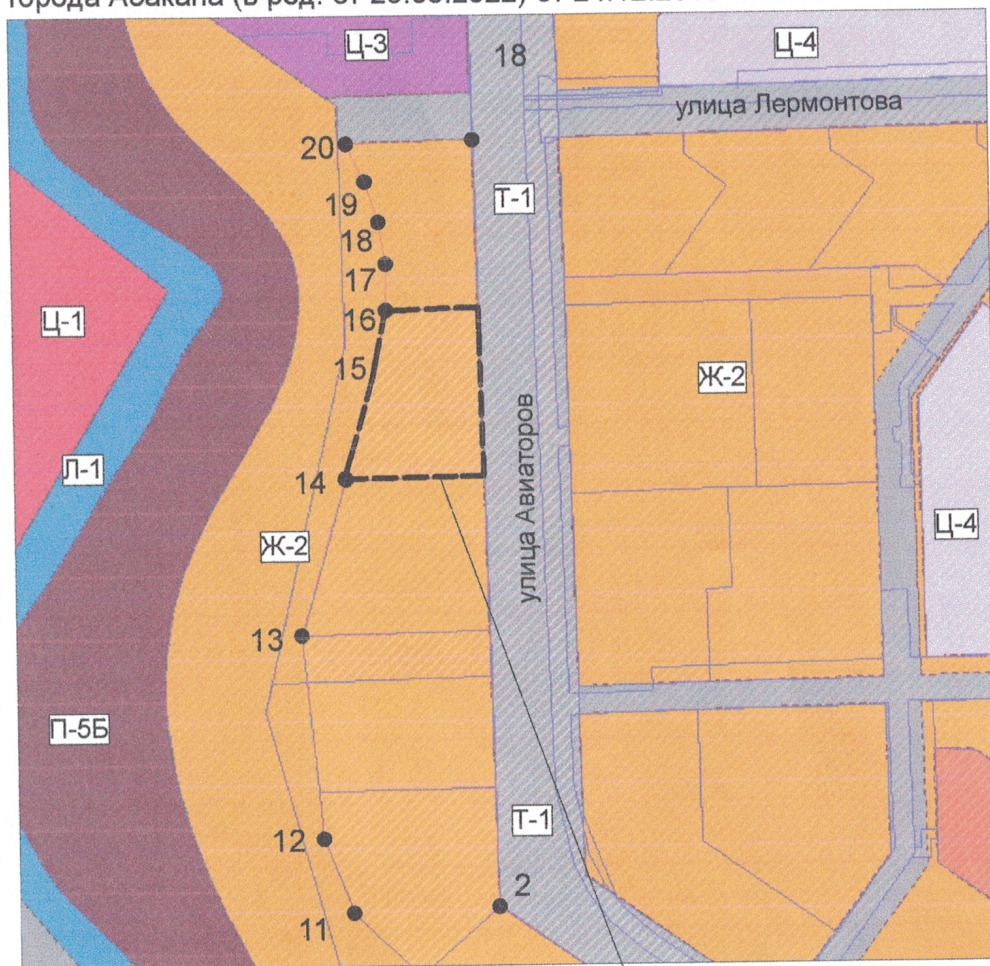 Ц-3
18
Ц-4
улица Лермонтова
20
Т-1
19
18
17
Ц-1
16
15
Ж-2
улица Авиаторов
Л-1
14
Ц-4
Ж-2
13
П-5Б
Т-1
12
2
11